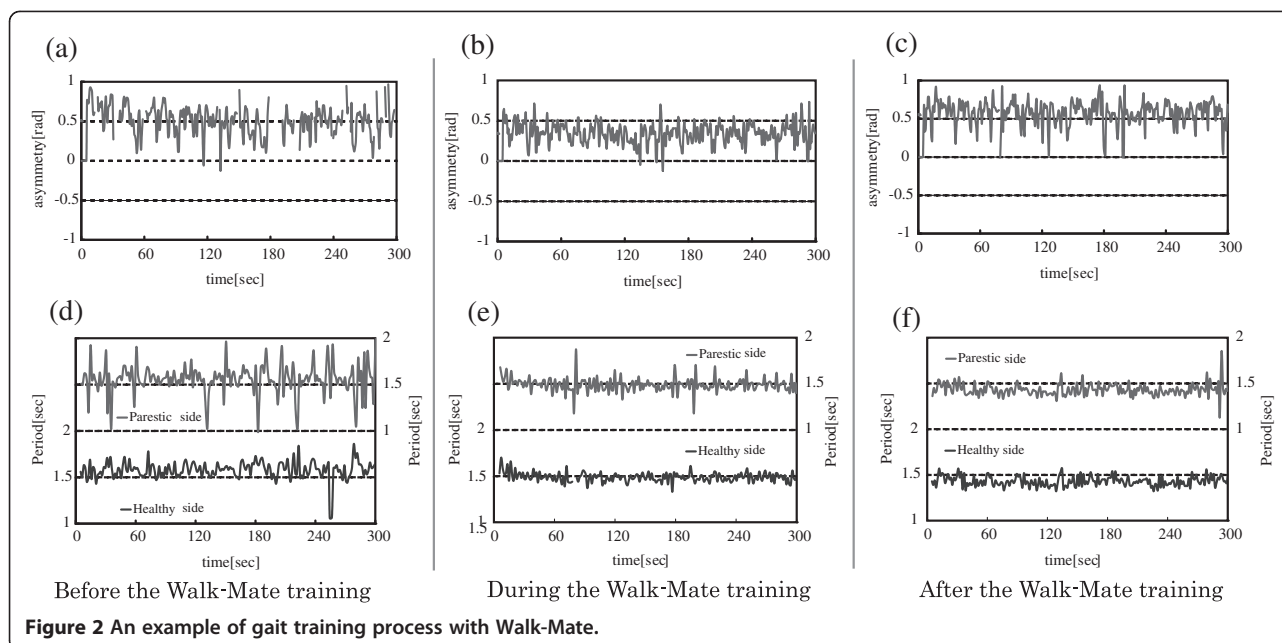 (a)
1
0.5
0
-0.5
-1
asymmetry[rad]
0 60 120 180 240 300
time[sec]
(b)
1
0.5
0
-0.5
-1
asymmetry[rad]
0 60 120 180 240 300
time[sec]
(c)
1
0.5
0
-0.5
-1
asymmetry[rad]
0 60 120 180 240 300
time[sec]
(d)
2
1.5
1
Parestic side
2
1.5
1
Healthy side
Period[sec]
Period[sec]
0 60 120 180 240 300
time[sec]
Before the Walk-Mate training
(e)
2
1.5
1
Parestic side
2
1.5
1
1.5
Healthy side
Period[sec]
Period[sec]
0 60 120 180 240 300
time[sec]
During the Walk-Mate training
(f)
2
1.5
1
Parestic side
2
1.5
1
Healthy side
Period[sec]
Period[sec]
0 60 120 180 240 300
time[sec]
After the Walk-Mate training
Figure 2 An example of gait training process with Walk-Mate.